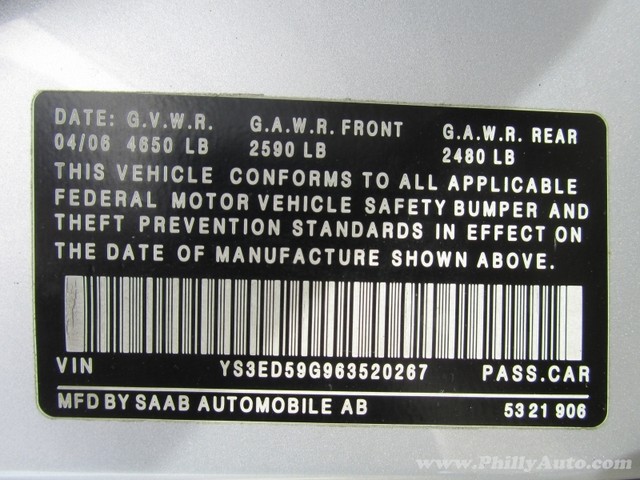 DATE: G.V.W.R. G.A.W.R. FRONT G.A.W.R. REAR
04/06 4650 LB 2590 LB 2480 LB
THIS VEHICLE CONFORMS TO ALL APPLICABLE
FEDERAL MOTOR VEHICLE SAFETY BUMPER AND
THEFT PREVENTION STANDARDS IN EFFECT ON
THE DATE OF MANUFACTURE SHOWN ABOVE.
VIN YS3ED59G963520267 PASS.CAR
MFD BY SAAB AUTOMOBILE AB 5321 906
www.PhillyAuto.com